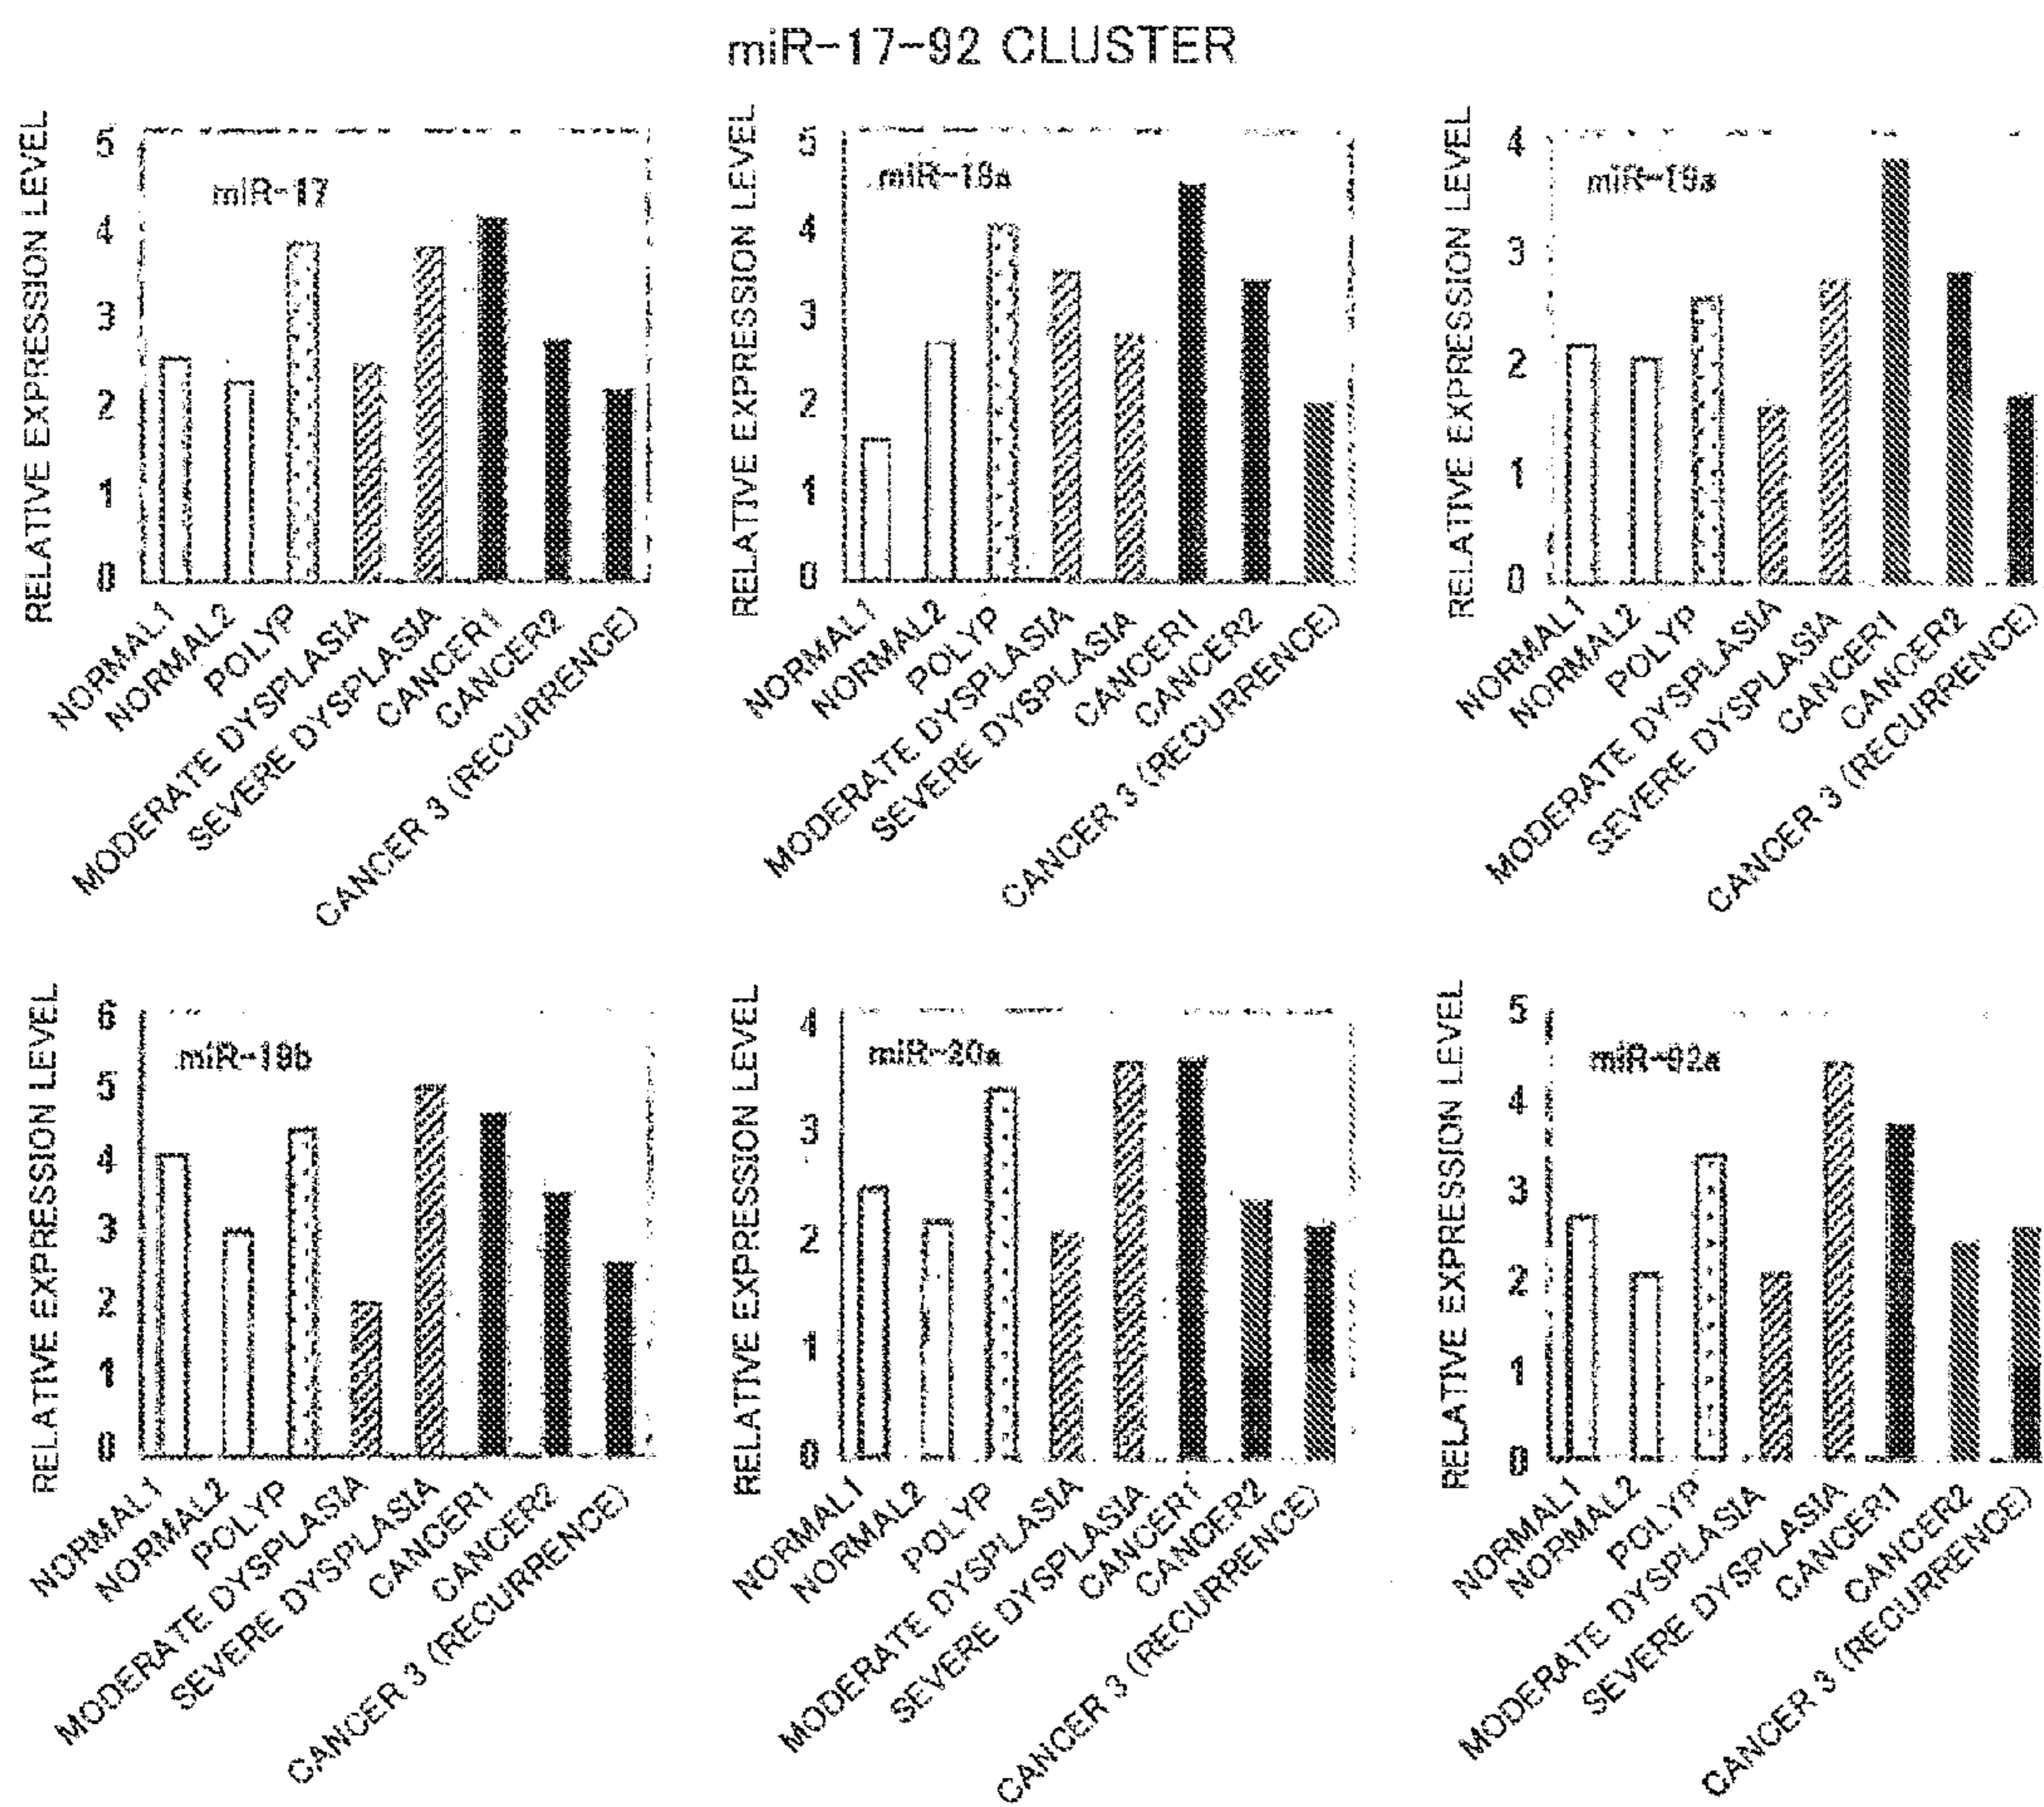 miR-17-92 CLUSTER
RELATIVE EXPRESSION LEVEL
5
4
3
2
1
0
miR-17
NORMAL1
NORMAL2
POLYP
MODERATE DYSPLASIA
SEVERE DYSPLASIA
CANCER1
CANCER2
CANCER 3 (RECURRENCE)
RELATIVE EXPRESSION LEVEL
5
4
3
2
1
0
miR-18a
NORMAL1
NORMAL2
POLYP
MODERATE DYSPLASIA
SEVERE DYSPLASIA
CANCER1
CANCER2
CANCER 3 (RECURRENCE)
RELATIVE EXPRESSION LEVEL
4
3
2
1
0
miR-19a
NORMAL1
NORMAL2
POLYP
MODERATE DYSPLASIA
SEVERE DYSPLASIA
CANCER1
CANCER2
CANCER 3 (RECURRENCE)
RELATIVE EXPRESSION LEVEL
6
5
4
3
2
1
0
miR-19b
NORMAL1
NORMAL2
POLYP
MODERATE DYSPLASIA
SEVERE DYSPLASIA
CANCER1
CANCER2
CANCER 3 (RECURRENCE)
RELATIVE EXPRESSION LEVEL
4
3
2
1
0
miR-20a
NORMAL1
NORMAL2
POLYP
MODERATE DYSPLASIA
SEVERE DYSPLASIA
CANCER1
CANCER2
CANCER 3 (RECURRENCE)
RELATIVE EXPRESSION LEVEL
5
4
3
2
1
0
miR-92a
NORMAL1
NORMAL2
POLYP
MODERATE DYSPLASIA
SEVERE DYSPLASIA
CANCER1
CANCER2
CANCER 3 (RECURRENCE)